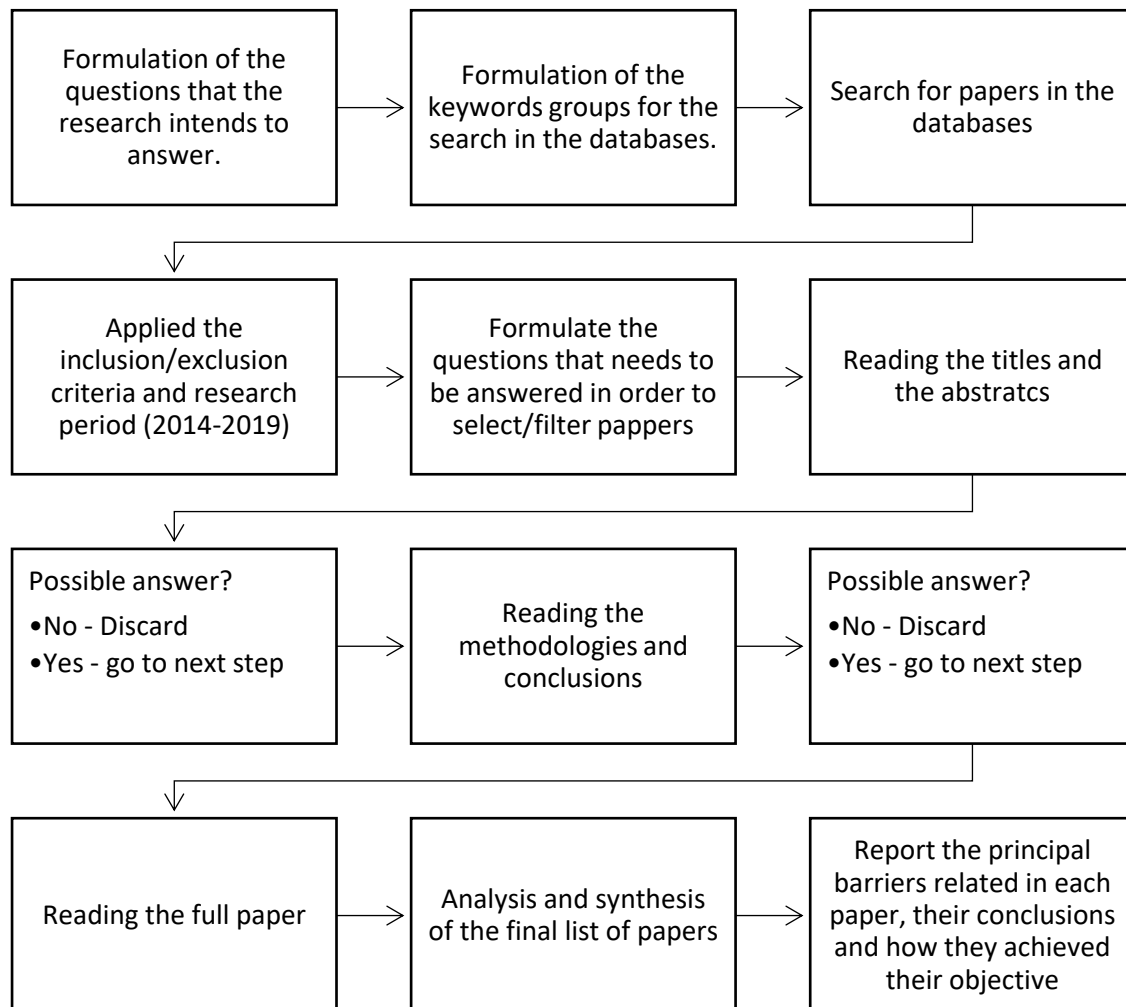 Formulation of the
questions that the
research intends to
answer.
Formulation of the
keywords groups for the
search in the databases.
Search for papers in the
databases
Applied the
inclusion/exclusion
criteria and research
period (2014-2019)
Formulate the
questions that needs to
be answered in order to
select/filter pappers
Reading the titles and
the abstratcs
Possible answer?
•No - Discard
•Yes - go to next step
Reading the
methodologies and
conclusions
Possible answer?
•No - Discard
•Yes - go to next step
Reading the full paper
Analysis and synthesis
of the final list of papers
Report the principal
barriers related in each
paper, their conclusions
and how they achieved
their objective